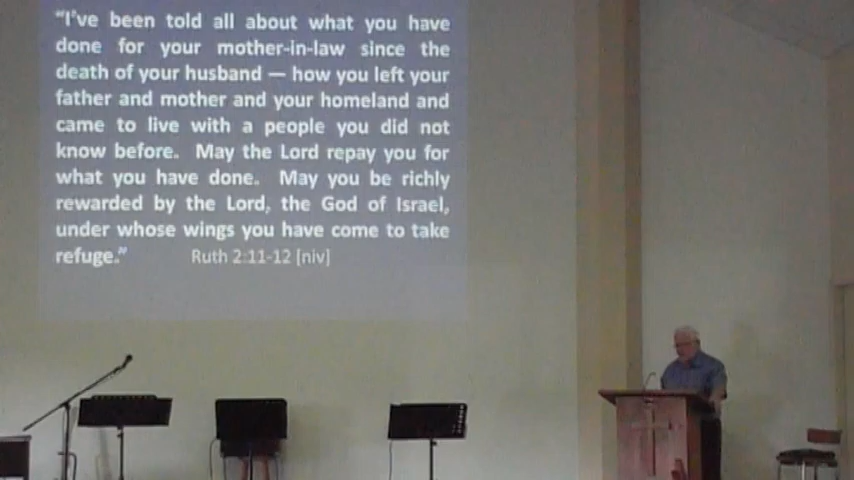 “I’ve been told all about what you have
done for your mother-in-law since the
death of your husband — how you left your
father and mother and your homeland and
came to live with a people you did not
know before. May the Lord repay you for
what you have done. May you be richly
rewarded by the Lord, the God of Israel,
under whose wings you have come to take
refuge.” Ruth 2:11-12 [niv]